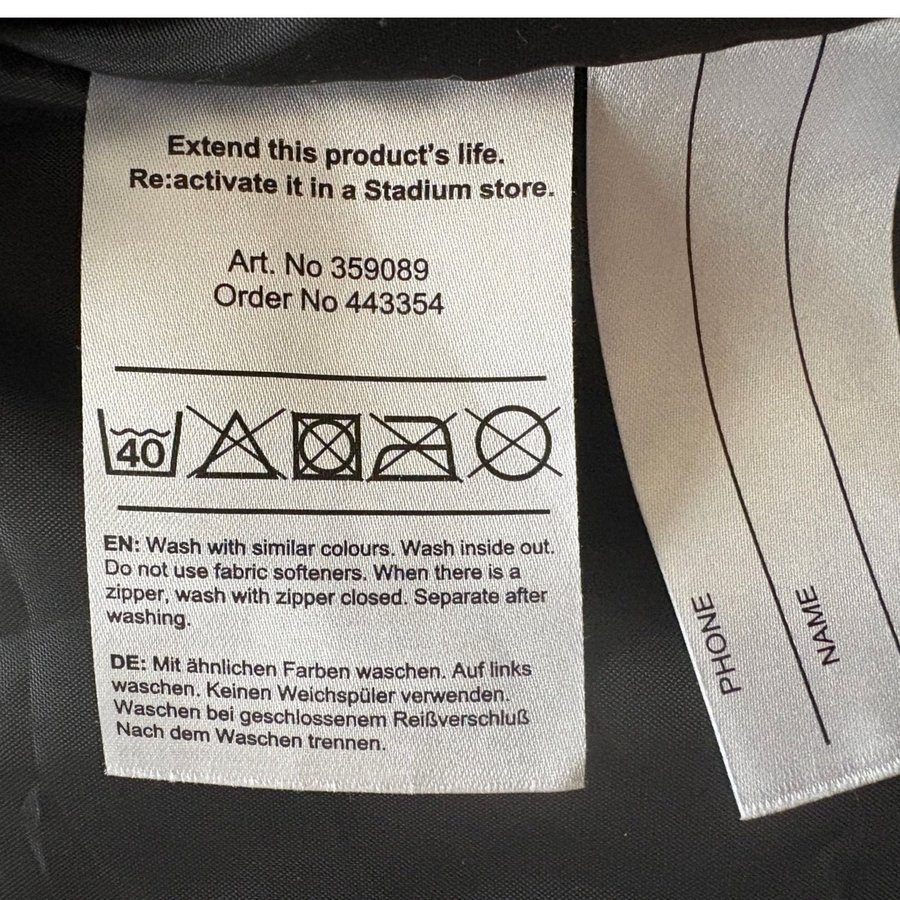 Extend this product's life.
Re:activate it in a Stadium store.
Art. No 359089
Order No 443354
40
EN: Wash with similar colours. Wash inside out.
Do not use fabric softeners. When there is a
zipper, wash with zipper closed. Separate after
washing.
DE: Mit ähnlichen Farben waschen. Auf links
waschen. Keinen Weichspüler verwenden.
Waschen bei geschlossenem Reißverschluß
Nach dem Waschen trennen.
PHONE
NAME